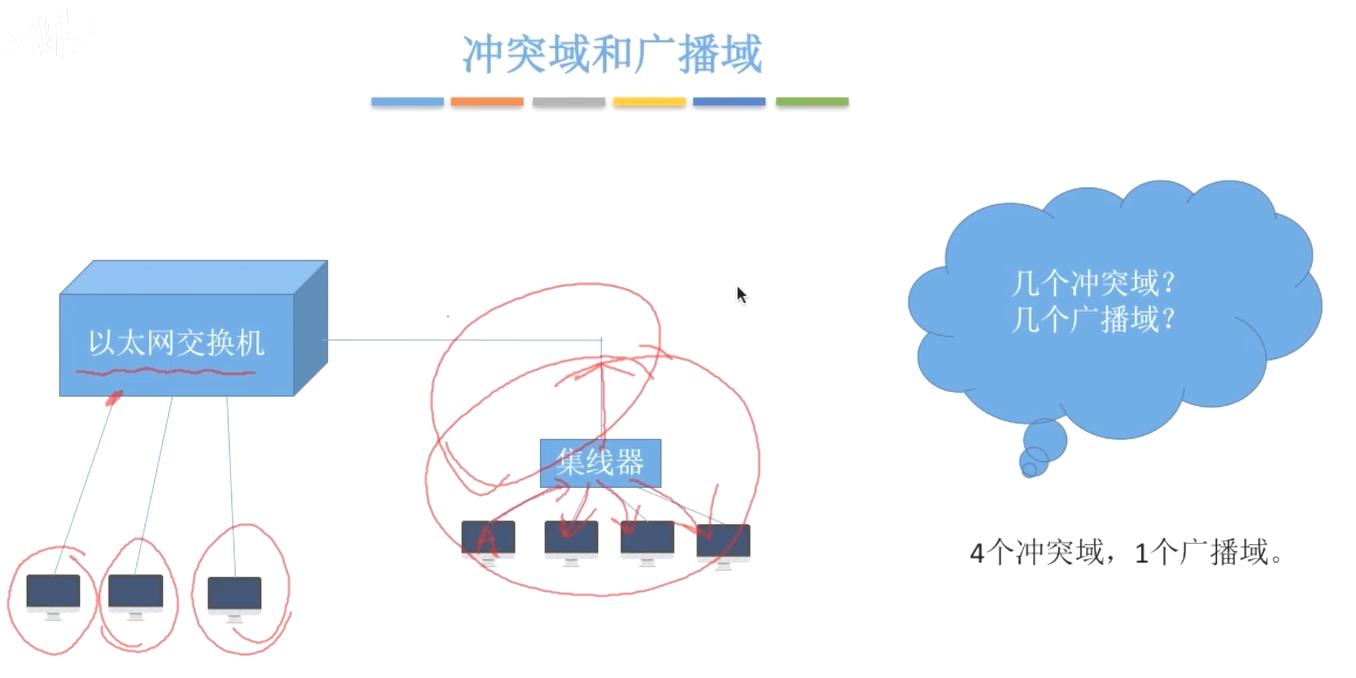 冲突域和广播域
以太网交换机
集线器
A
几个冲突域？
几个广播域？
4个冲突域，1个广播域。